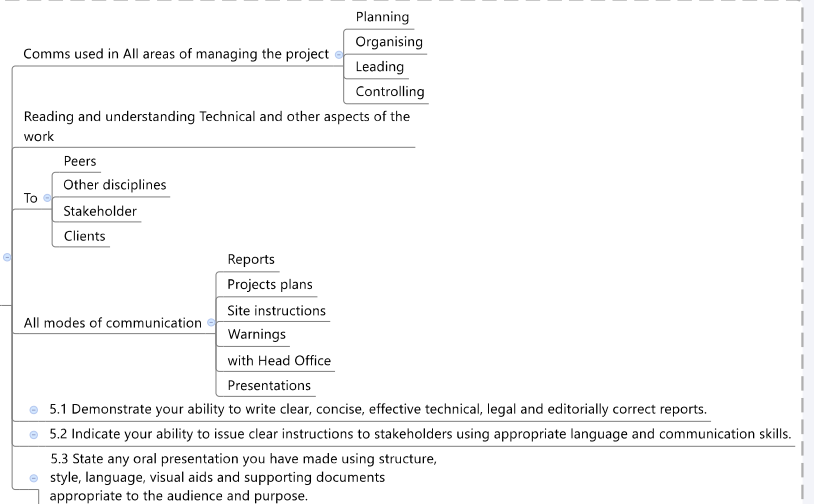 Planning
Comms used in All areas of managing the project
Organising
Leading
Controlling
Reading and understanding Technical and other aspects of the
work
Peers
To
Other disciplines
Stakeholder
Clients
Reports
Projects plans
Site instructions
All modes of communication
Warnings
with Head Office
Presentations
5.1 Demonstrate your ability to write clear, concise, effective technical, legal and editorially correct reports.
5.2 Indicate your ability to issue clear instructions to stakeholders using appropriate language and communication skills.
5.3 State any oral presentation you have made using structure,
style, language, visual aids and supporting documents
appropriate to the audience and purpose.